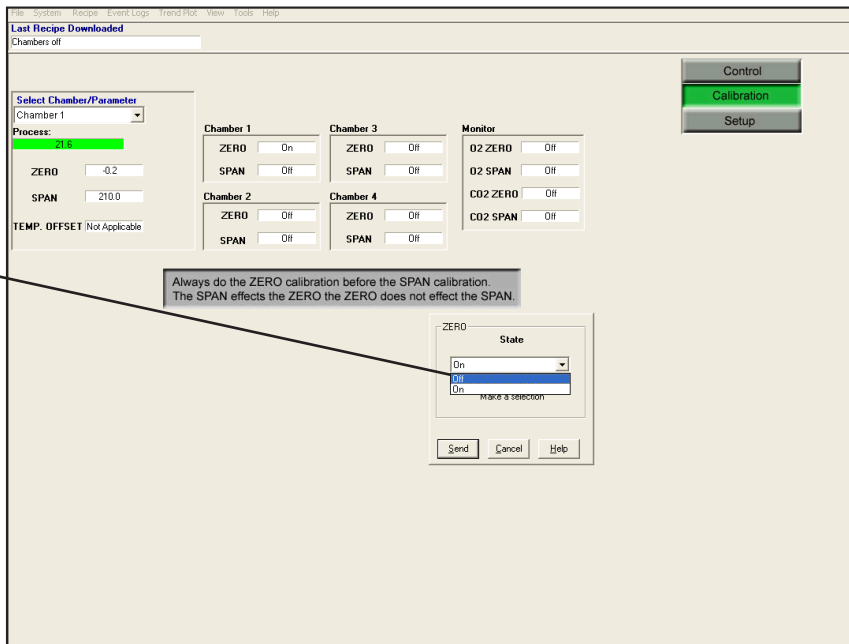 File System Recipe Event Logs Trend Plot View Tools Help
Last Recipe Downloaded
Chambers off
Control
Calibration
Setup
Select Chamber/Parameter
Chamber 1
Process:
21.6
ZERO -0.2
SPAN 210.0
TEMP. OFFSET Not Applicable
Chamber 1
ZERO On
SPAN Off
Chamber 2
ZERO Off
SPAN Off
Chamber 3
ZERO Off
SPAN Off
Chamber 4
ZERO Off
SPAN Off
Monitor
O2 ZERO Off
O2 SPAN Off
CO2 ZERO Off
CO2 SPAN Off
Always do the ZERO calibration before the SPAN calibration.
The SPAN effects the ZERO the ZERO does not effect the SPAN.
ZERO
State
On
Off
On
Make a selection
Send Cancel Help